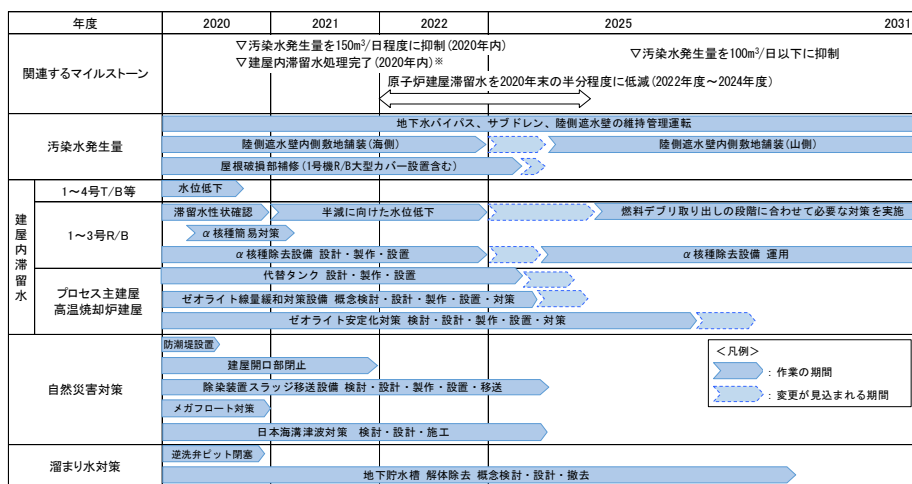 年度 2020 2021 2022 2025 2031
関連するマイルストーン
▽汚染水発生量を150m³/日程度に抑制(2020年内)
▽建屋内滞留水処理完了(2020年内)※
▽汚染水発生量を100m³/日以下に抑制
原子炉建屋滞留水を2020年末の半分程度に低減(2022年度～2024年度)
汚染水発生量
地下水バイパス、サブドレン、陸側遮水壁の維持管理運転
陸側遮水壁内側敷地舗装(海側)
陸側遮水壁内側敷地舗装(山側)
屋根破損部補修(1号機R/B大型カバー設置含む)
建屋内滞留水
1～4号T/B等
水位低下
1～3号R/B
滞留水性状確認
半減に向けた水位低下
燃料デブリ取り出しの段階に合わせて必要な対策を実施
α核種簡易対策
α核種除去設備 設計・製作・設置
α核種除去設備 運用
プロセス主建屋
高温焼却炉建屋
代替タンク 設計・製作・設置
ゼオライト線量緩和対策設備 概念検討・設計・製作・設置・対策
ゼオライト安定化対策 検討・設計・製作・設置・対策
自然災害対策
防潮堤設置
建屋開口部閉止
除染装置スラッジ移送設備 検討・設計・製作・設置・移送
メガフロート対策
日本海溝津波対策 検討・設計・施工
＜凡例＞
：作業の期間
：変更が見込まれる期間
溜まり水対策
逆洗弁ピット閉塞
地下貯水槽 解体除去 概念検討・設計・撤去